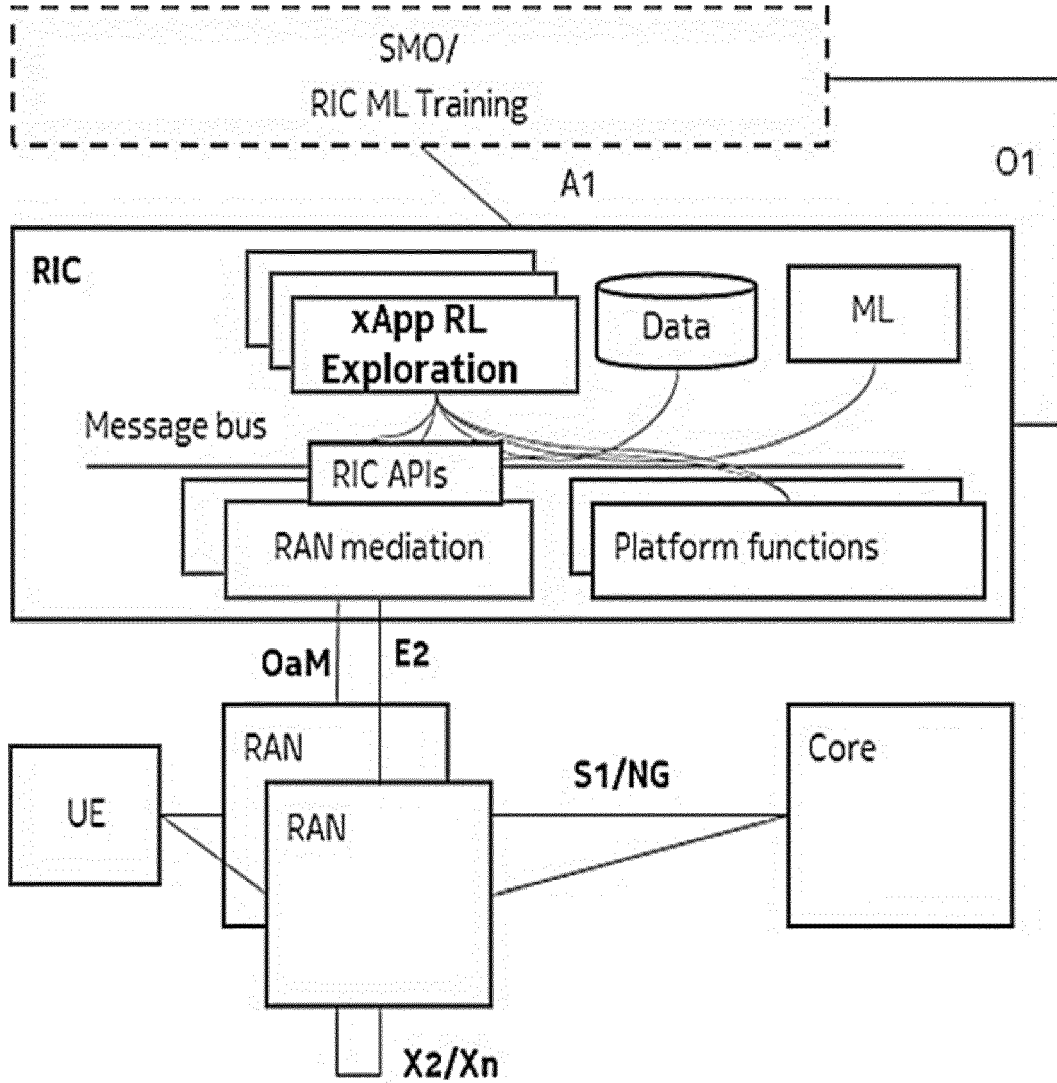 SMO/
RIC ML Training
A1
O1
RIC
xApp RL
Exploration
Data
ML
Message bus
RIC APIs
RAN mediation
Platform functions
OaM
E2
RAN
Core
S1/NG
UE
RAN
X2/Xn